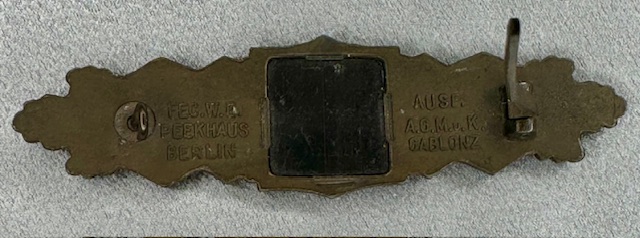 FEC.W.E.
PEEKHAUS
BERLIN
AUSF.
A.G.M.u.K.
GABLONZ